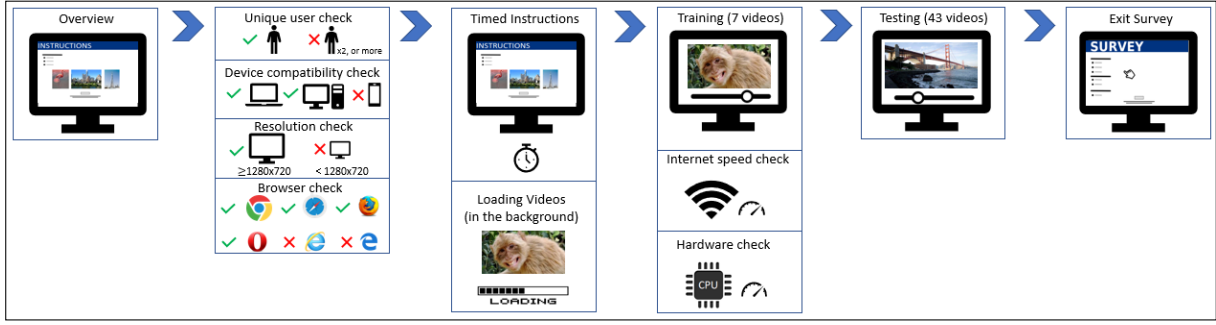 Overview
INSTRUCTIONS
Unique user check
x2, or more
Device compatibility check
Resolution check
≥1280x720
< 1280x720
Browser check
Timed Instructions
INSTRUCTIONS
Loading Videos
(in the background)
LOADING
Training (7 videos)
Internet speed check
Hardware check
CPU
Testing (43 videos)
Exit Survey
SURVEY